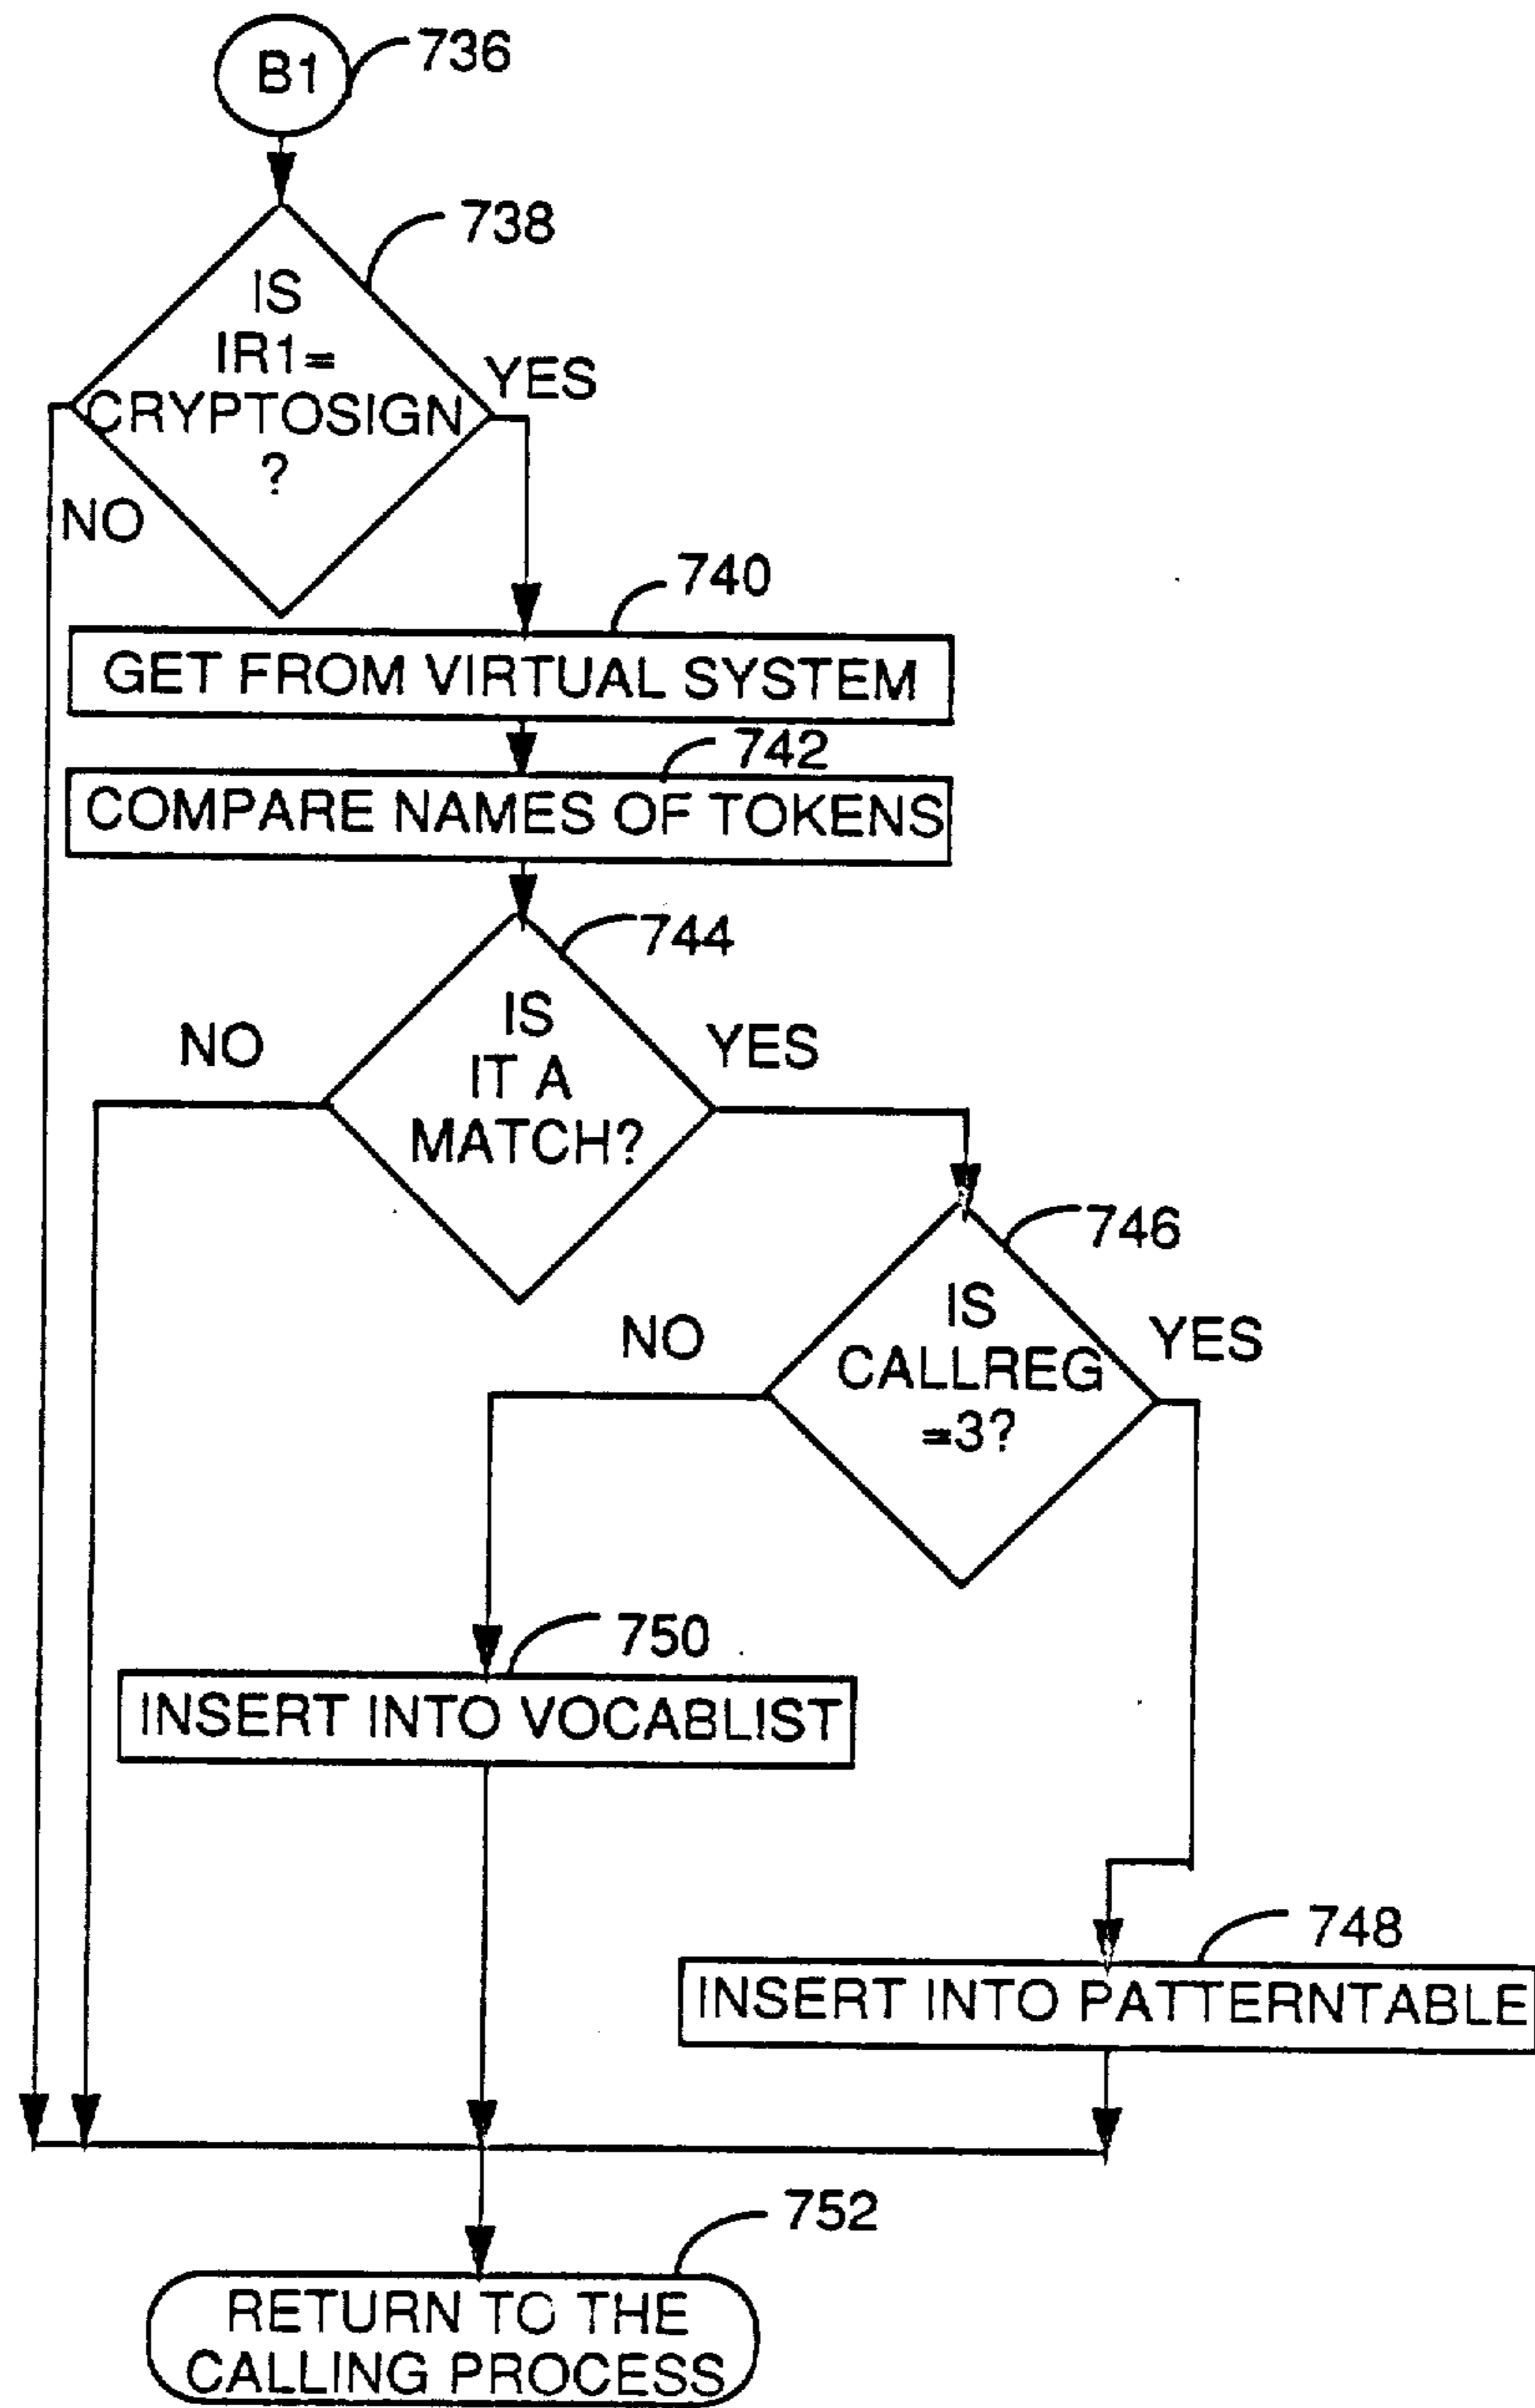 B1
736
738
IS
IR1=
CRYPTOSIGN
?
YES
NO
740
GET FROM VIRTUAL SYSTEM
742
COMPARE NAMES OF TOKENS
744
IS
IT A
MATCH?
NO
YES
746
IS
CALLREG
=3?
NO
YES
750
INSERT INTO VOCABLIST
748
INSERT INTO PATTERNTABLE
752
RETURN TO THE
CALLING PROCESS